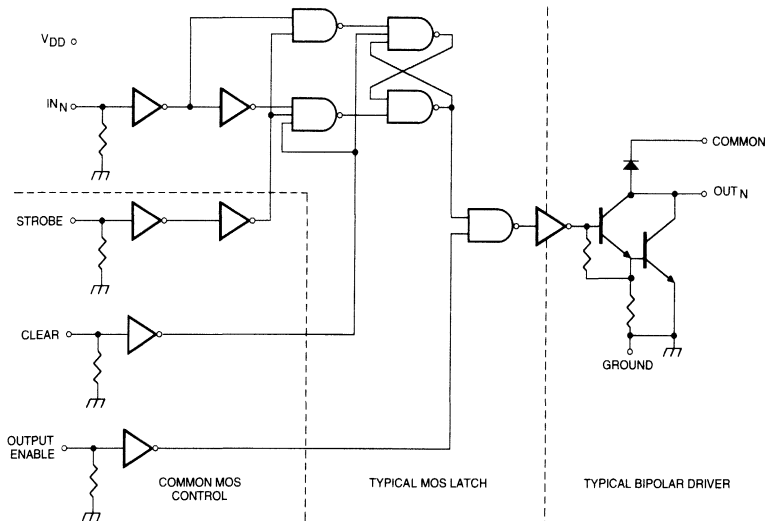 VDD
INN
STROBE
CLEAR
OUTPUT
ENABLE
COMMON MOS
CONTROL
TYPICAL MOS LATCH
COMMON
OUTN
GROUND
TYPICAL BIPOLAR DRIVER